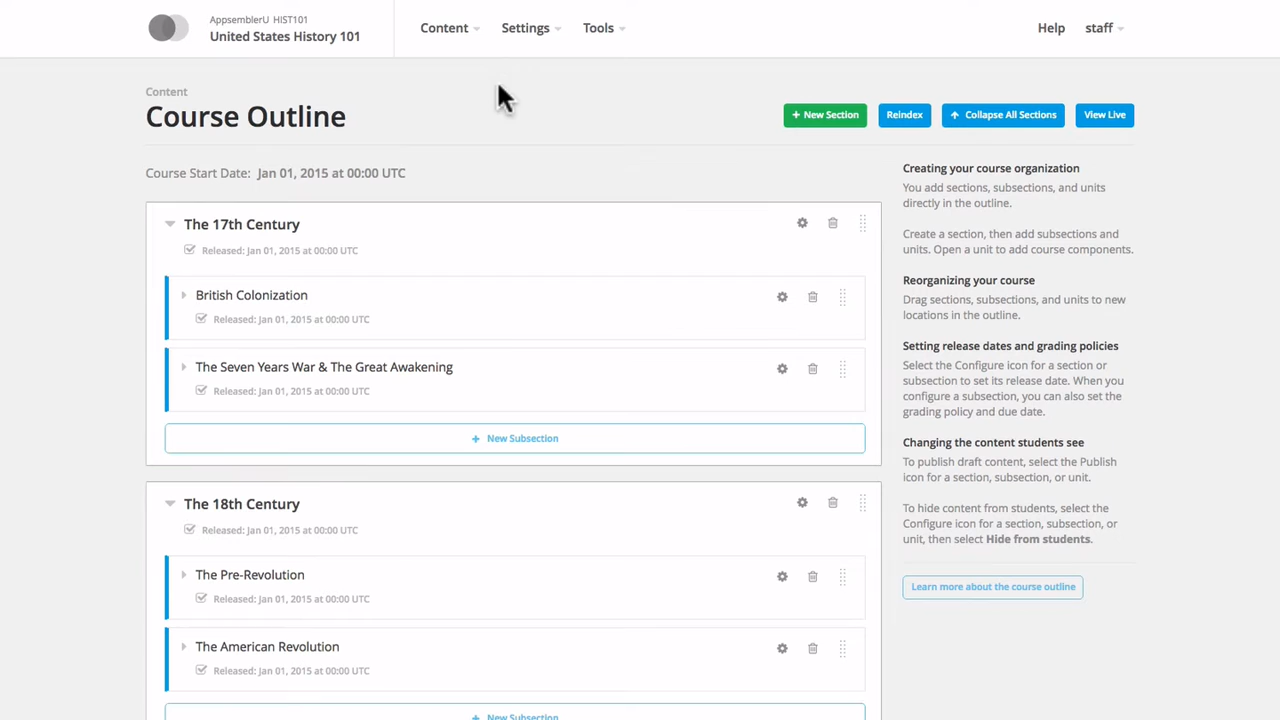 AppsemblerU HIST101
United States History 101
Content Settings Tools Help staff
Content
Course Outline
+ New Section Reindex Collapse All Sections View Live
Course Start Date: Jan 01, 2015 at 00:00 UTC
The 17th Century
Released: Jan 01, 2015 at 00:00 UTC
British Colonization
Released: Jan 01, 2015 at 00:00 UTC
The Seven Years War & The Great Awakening
Released: Jan 01, 2015 at 00:00 UTC
+ New Subsection
The 18th Century
Released: Jan 01, 2015 at 00:00 UTC
The Pre-Revolution
Released: Jan 01, 2015 at 00:00 UTC
The American Revolution
Released: Jan 01, 2015 at 00:00 UTC
+ New Subsection
Creating your course organization
You add sections, subsections, and units
directly in the outline.
Create a section, then add subsections and
units. Open a unit to add course components.
Reorganizing your course
Drag sections, subsections, and units to new
locations in the outline.
Setting release dates and grading policies
Select the Configure icon for a section or
subsection to set its release date. When you
configure a subsection, you can also set the
grading policy and due date.
Changing the content students see
To publish draft content, select the Publish
icon for a section, subsection, or unit.
To hide content from students, select the
Configure icon for a section, subsection, or
unit, then select Hide from students.
Learn more about the course outline